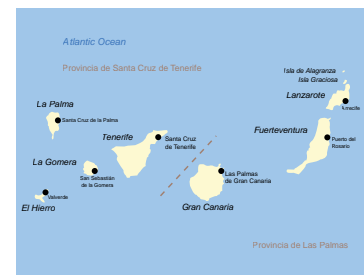 Atlantic Ocean
Provincia de Santa Cruz de Tenerife
Isla de Alagranza
Isla Graciosa
Lanzarote
Arrecife
La Palma
Santa Cruz de la Palma
Tenerife
Santa Cruz
de Tenerife
Fuerteventura
Puerto del
Rosario
La Gomera
San Sebastián
de la Gomera
Las Palmas
de Gran Canaria
Valverde
El Hierro
Gran Canaria
Provincia de Las Palmas